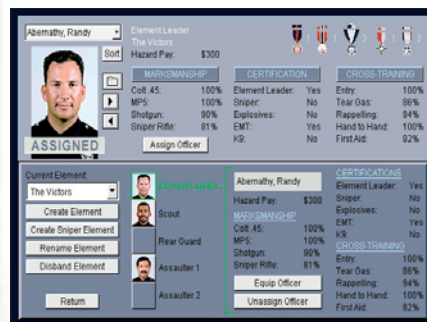 Abernathy, Randy
Sort
ASSIGNED
Element Leader
The Victors
Hazard Pay: $300
MARKSMANSHIP
Colt .45: 100%
MP5: 100%
Shotgun: 90%
Sniper Rifle: 81%
Assign Officer
CERTIFICATION
Element Leader: Yes
Sniper: No
Explosives: No
EMT: Yes
K9: No
CROSS-TRAINING
Entry: 100%
Tear Gas: 86%
Rappelling: 94%
Hand to Hand: 100%
First Aid: 82%
Current Element:
The Victors
Create Element
Create Sniper Element
Rename Element
Disband Element
Return
Element Leader
Scout
Rear Guard
Assaulter 1
Assaulter 2
Abernathy, Randy
Hazard Pay: $300
MARKSMANSHIP
Colt .45: 100%
MP5: 100%
Shotgun: 90%
Sniper Rifle: 81%
Equip Officer
Unassign Officer
CERTIFICATIONS
Element Leader: Yes
Sniper: No
Explosives: No
EMT: Yes
K9: No
CROSS-TRAINING
Entry: 100%
Tear Gas: 86%
Rappelling: 94%
Hand to Hand: 100%
First Aid: 82%